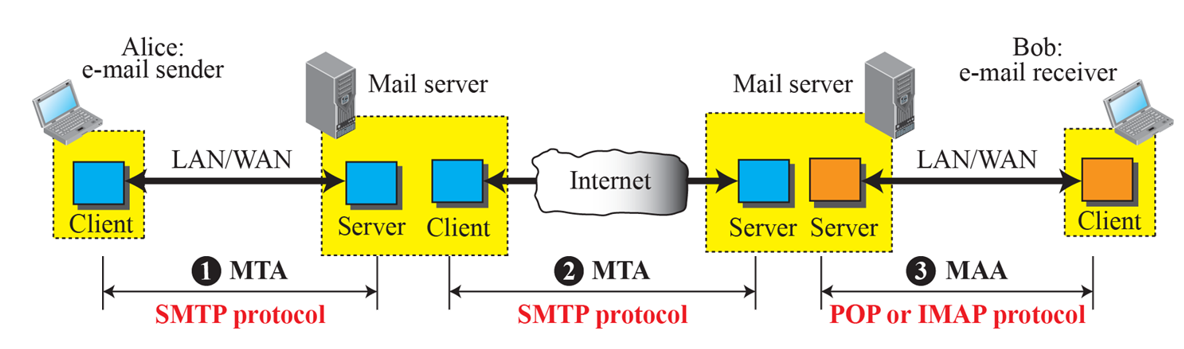 Alice:
e-mail sender
Mail server
Mail server
Bob:
e-mail receiver
LAN/WAN
Internet
LAN/WAN
Client
Server
Client
Server
Server
Client
1 MTA
2 MTA
3 MAA
SMTP protocol
SMTP protocol
POP or IMAP protocol